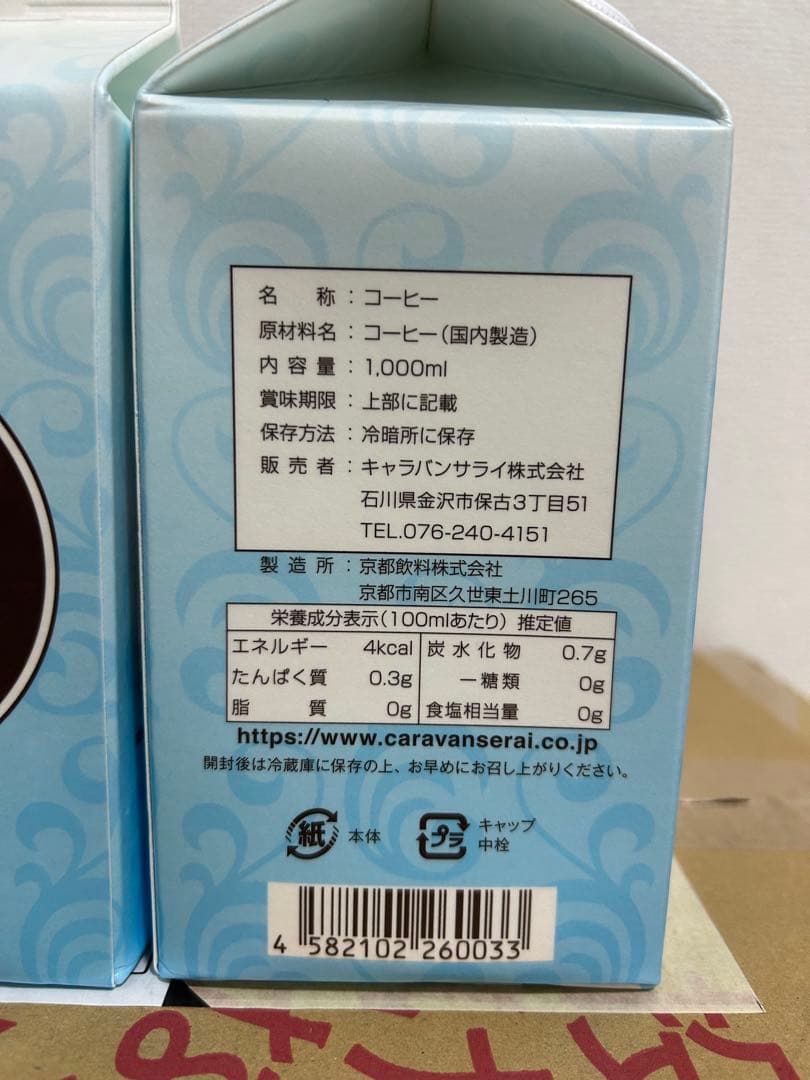 名称：コーヒー
原材料名：コーヒー（国内製造）
内容量：1,000ml
賞味期限：上部に記載
保存方法：冷暗所に保存
販売者：キャラバンサライ株式会社
石川県金沢市保古3丁目51
TEL.076-240-4151
製造所：京都飲料株式会社
京都市南区久世東土川町265
栄養成分表示（100mlあたり）推定値
エネルギー 4kcal 炭水化物 0.7g
たんぱく質 0.3g －糖類 0g
脂質 0g 食塩相当量 0g
https://www.caravanserai.co.jp
開封後は冷蔵庫に保存の上、お早めにお召し上がりください。
紙 本体 プラ キャップ
中栓
4 582102 260033